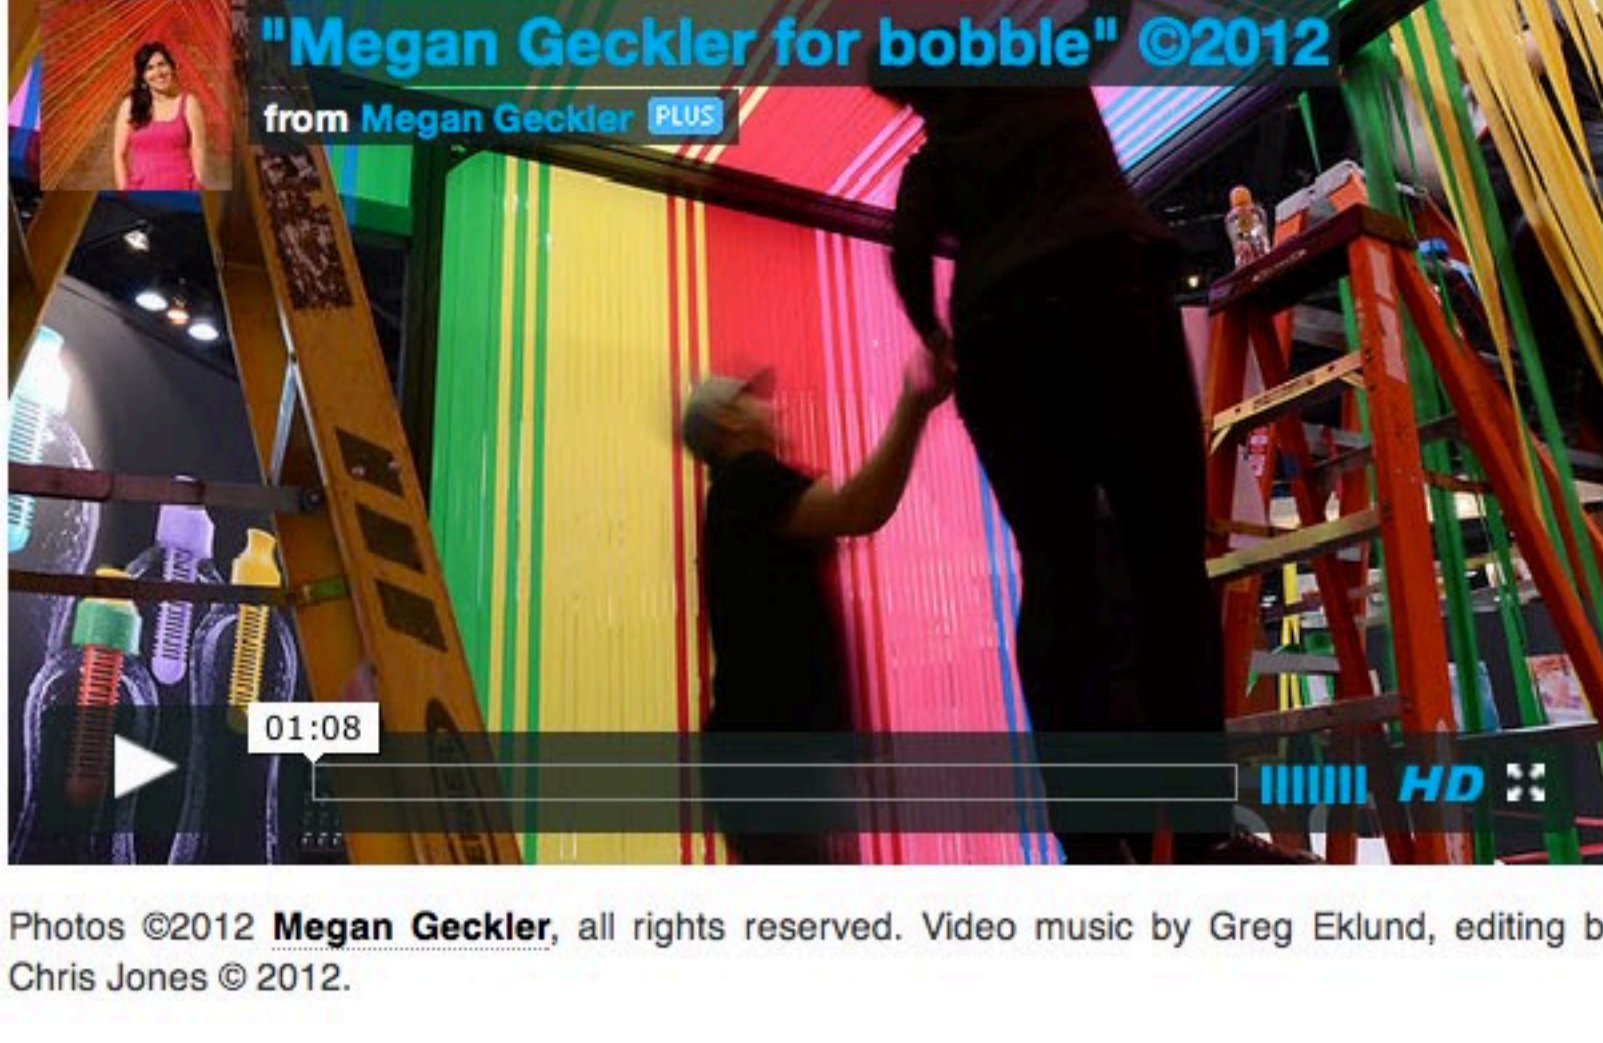 "Megan Geckler for bobble" ©2012
from Megan Geckler PLUS
01:08
HD
Photos ©2012 Megan Geckler, all rights reserved. Video music by Greg Eklund, editing b
Chris Jones © 2012.